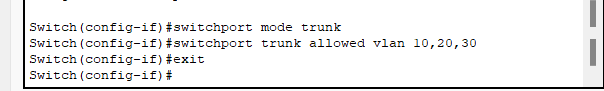 Switch(config-if)#switchport mode trunk
Switch(config-if)#switchport trunk allowed vlan 10,20,30
Switch(config-if)#exit
Switch(config-if)#